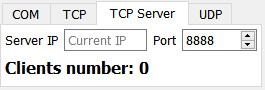 COM TCP TCP Server UDP
Server IP Current IP Port 8888
Clients number: 0